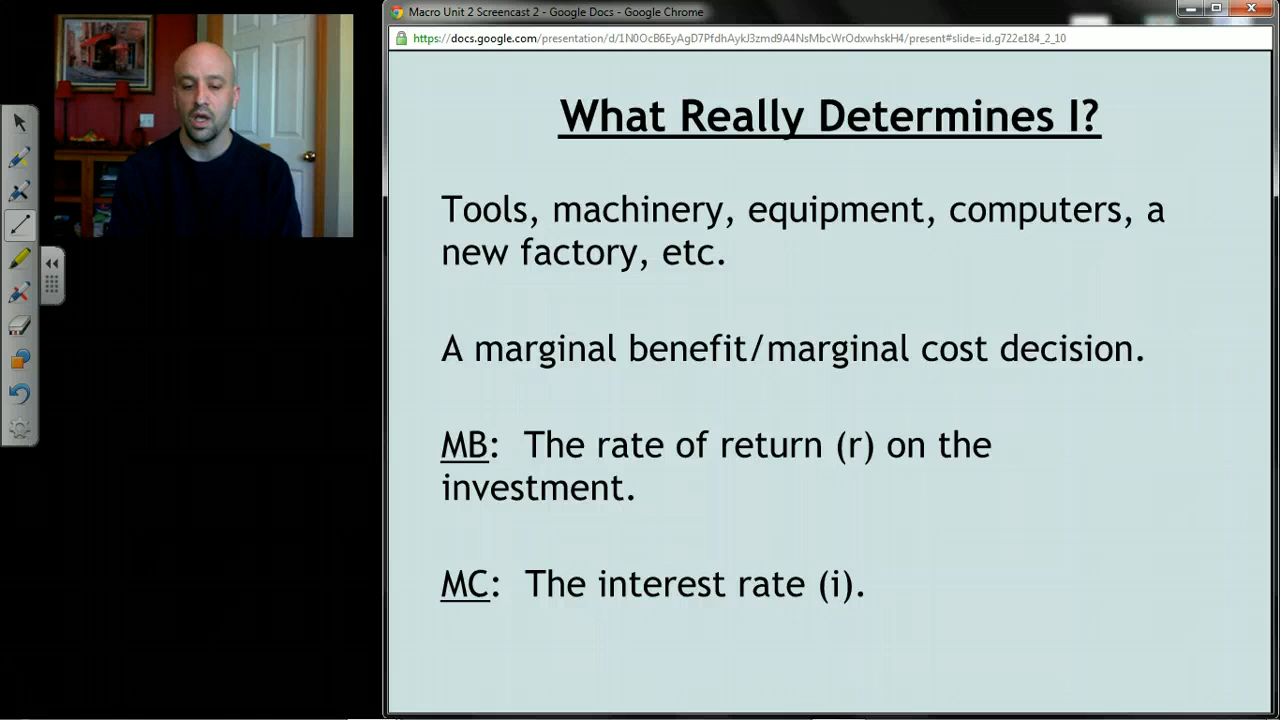 Macro Unit 2 Screencast 2 - Google Docs - Google Chrome
https://docs.google.com/presentation/d/1N0OcB6EyAgD7PfdhAykJ3zmd9A4NsMbcWrOdxwhskH4/present#slide=id.g722e184_2_10
What Really Determines I?
Tools, machinery, equipment, computers, a
new factory, etc.
A marginal benefit/marginal cost decision.
MB: The rate of return (r) on the
investment.
MC: The interest rate (i).